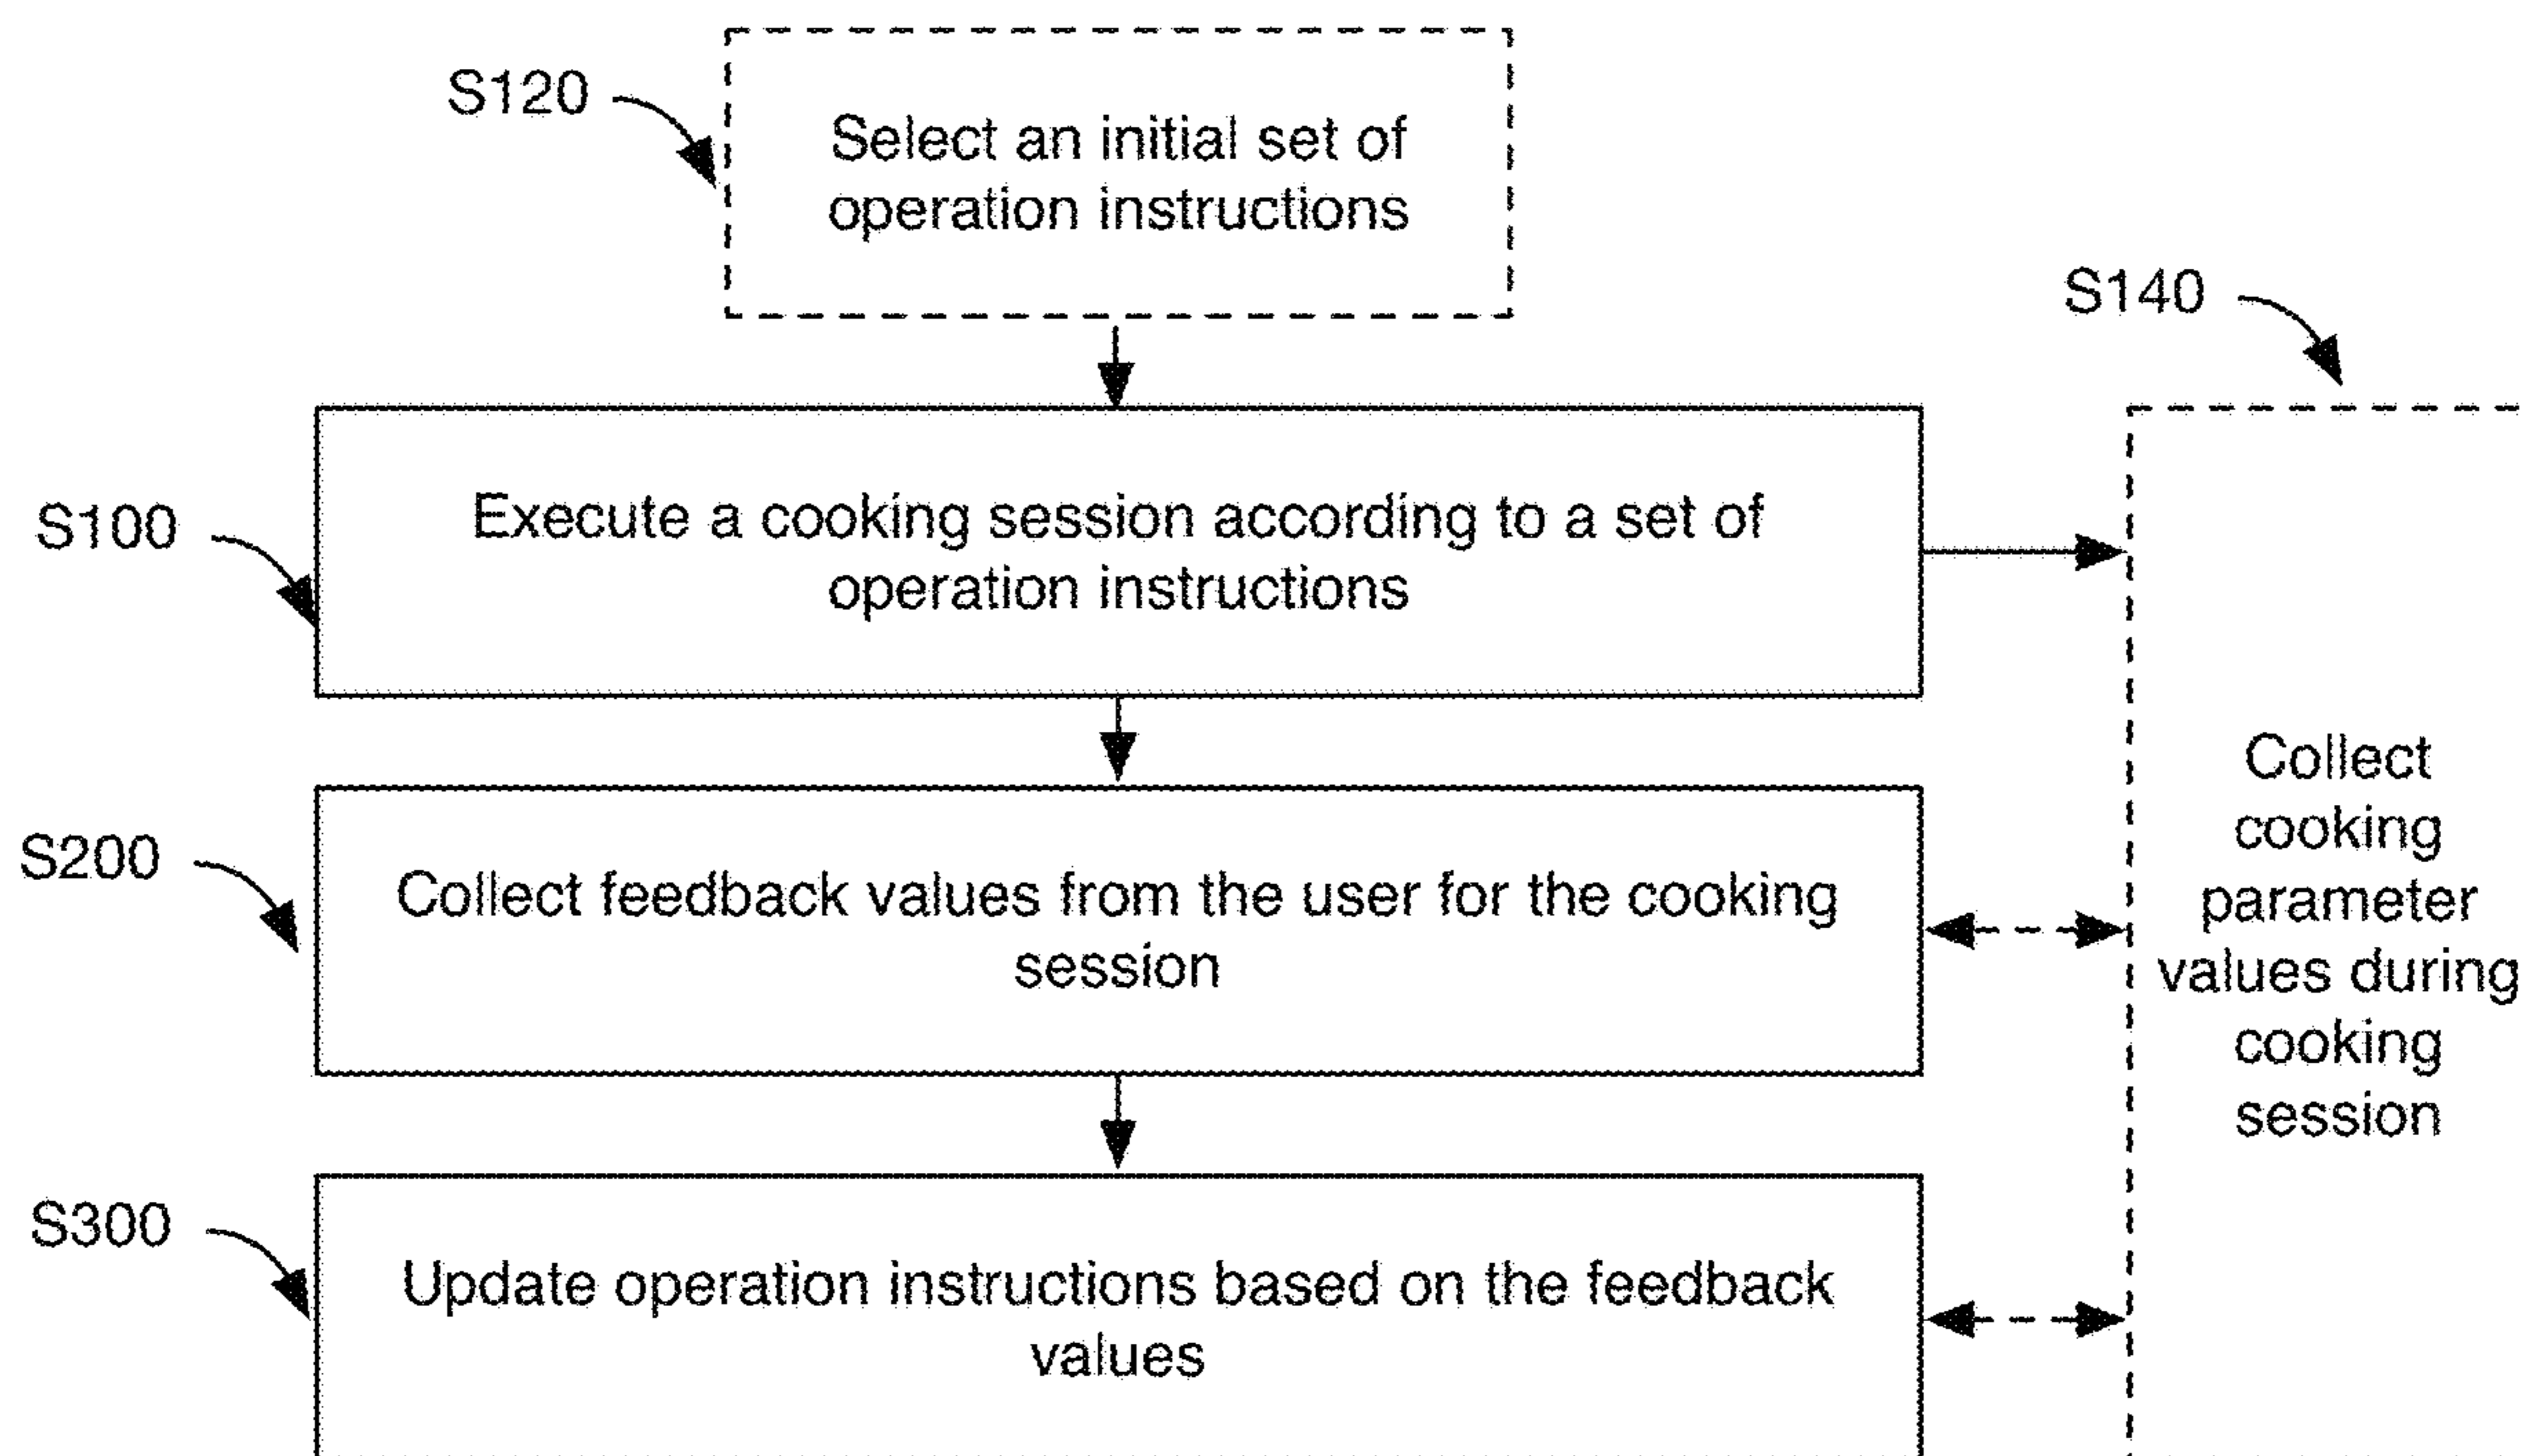 S120
Select an initial set of
operation instructions
S140
S100
Execute a cooking session according to a set of
operation instructions
S200
Collect feedback values from the user for the cooking
session
Collect
cooking
parameter
values during
cooking
session
S300
Update operation instructions based on the feedback
values